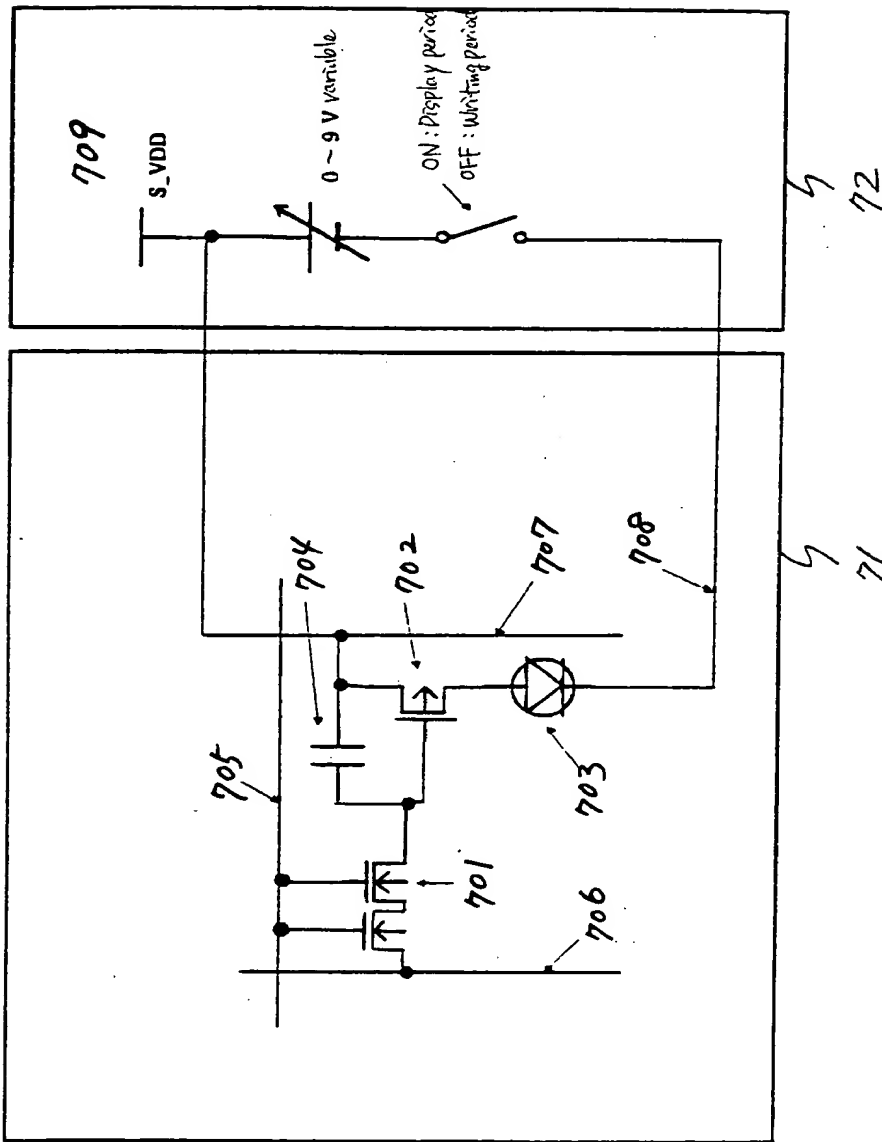 709
S_VDD
0 ~ 9 V variable
ON : Display period
OFF : Writing period
72
704
702
707
708
705
703
701
706
71